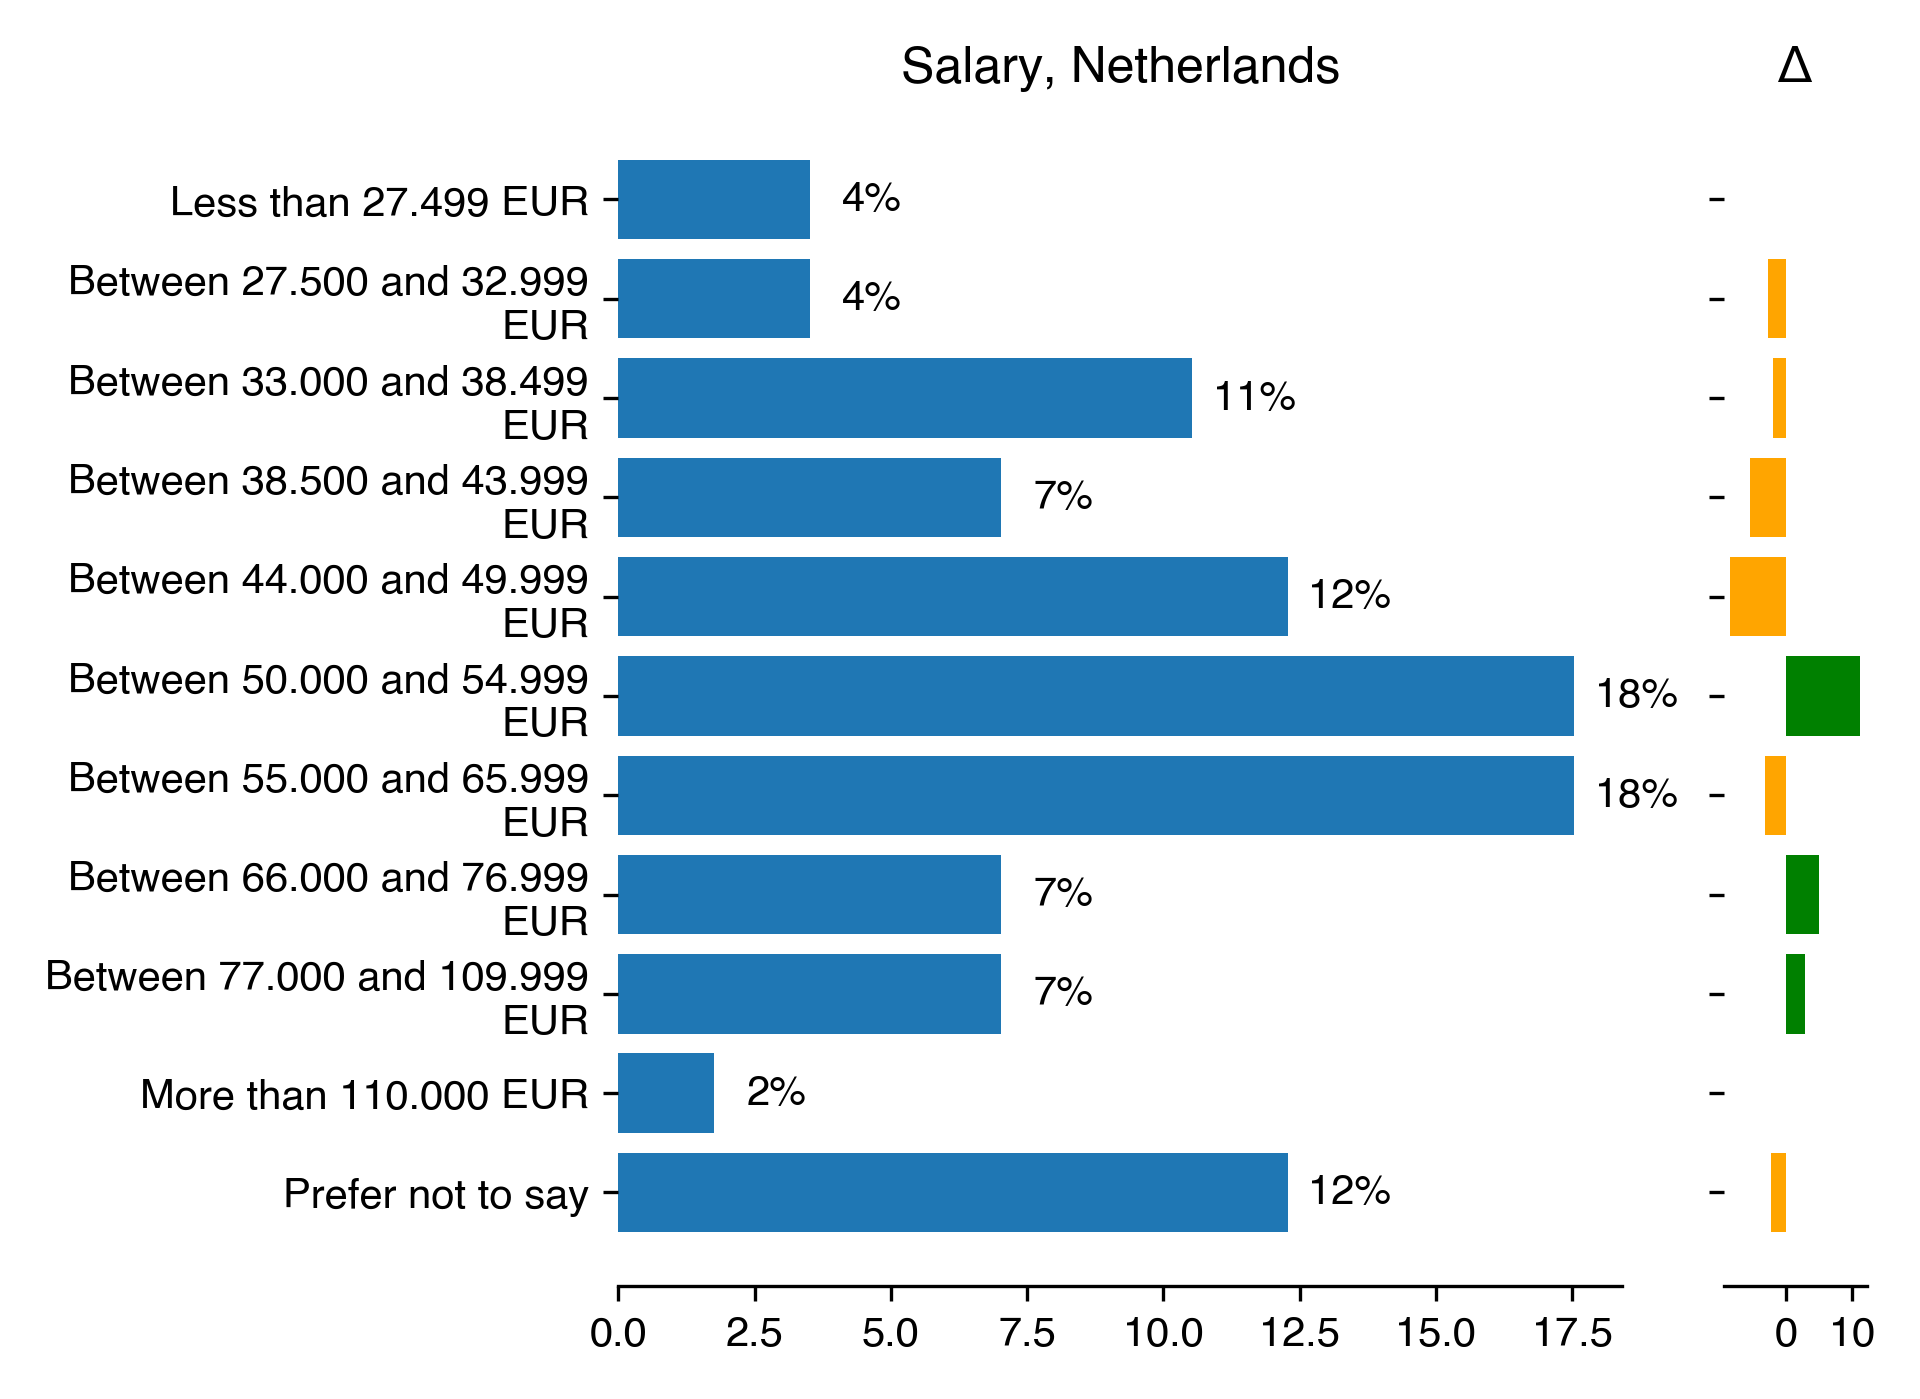 Salary, Netherlands
Δ
Less than 27.499 EUR
4%
Between 27.500 and 32.999
EUR
4%
Between 33.000 and 38.499
EUR
11%
Between 38.500 and 43.999
EUR
7%
Between 44.000 and 49.999
EUR
12%
Between 50.000 and 54.999
EUR
18%
Between 55.000 and 65.999
EUR
18%
Between 66.000 and 76.999
EUR
7%
Between 77.000 and 109.999
EUR
7%
More than 110.000 EUR
2%
Prefer not to say
12%
0.0 2.5 5.0 7.5 10.0 12.5 15.0 17.5
0 10